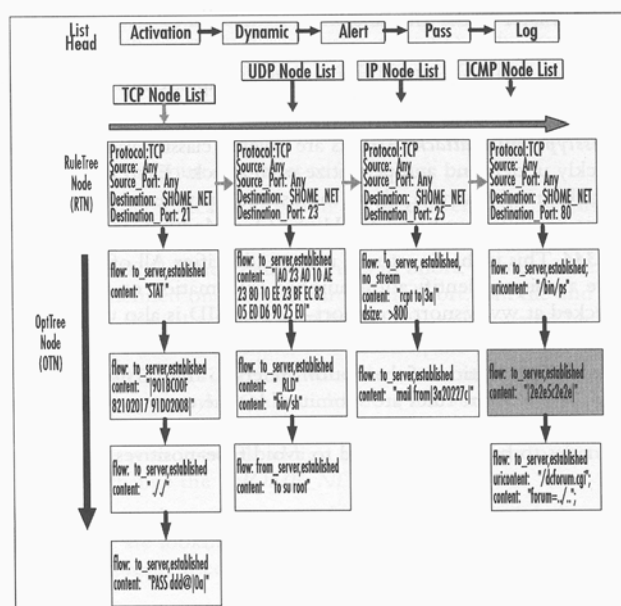 List
Head
Activation
Dynamic
Alert
Pass
Log
TCP Node List
UDP Node List
IP Node List
ICMP Node List
RuleTree
Node
(RTN)
Protocol:TCP
Source: Any
Source_Port: Any
Destination: $HOME_NET
Destination_Port: 21
Protocol:TCP
Source: Any
Source_Port: Any
Destination: $HOME_NET
Destination_Port: 23
Protocol:TCP
Source: Any
Source_Port: Any
Destination: $HOME_NET
Destination_Port: 25
Protocol:TCP
Source: Any
Source_Port: Any
Destination: $HOME_NET
Destination_Port: 80
OptTree
Node
(OTN)
flow: to_server,established
content: "STAT"
flow: to_server,established
content: "|A0 23 A0 10 AE
23 80 10 EE 23 BF EC 82
05 ED D6 90 25 E0|"
flow: to_server, established,
no_stream
content: "rcpt to|3a|"
dsize: >800
flow: to_server,established;
uricontent: "/bin/ps"
flow: to_server,established
content: "|901BC00F
82102017 91D02008|"
flow: to_server,established
content: "_RLD"
content: "bin/sh"
flow: to_server,established
content: "mail from|3a20227c|"
flow: to_server,established
content: "|2e2e5c2e2e|"
flow: to_server,established
content: " ././"
flow: from_server,established
content: "to su root"
flow: to_server,established
uricontent: "/dcforum.cgi";
content: "forum=../..";
flow: to_server,established
content: "PASS ddd@|0a|"